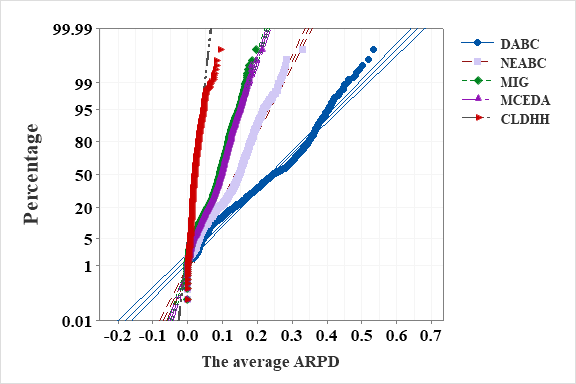 99.99
99
95
80
50
20
5
1
0.01
Percentage
-0.2 -0.1 0.0 0.1 0.2 0.3 0.4 0.5 0.6 0.7
The average ARPD
DABC
NEABC
MIG
MCEDA
CLDHH